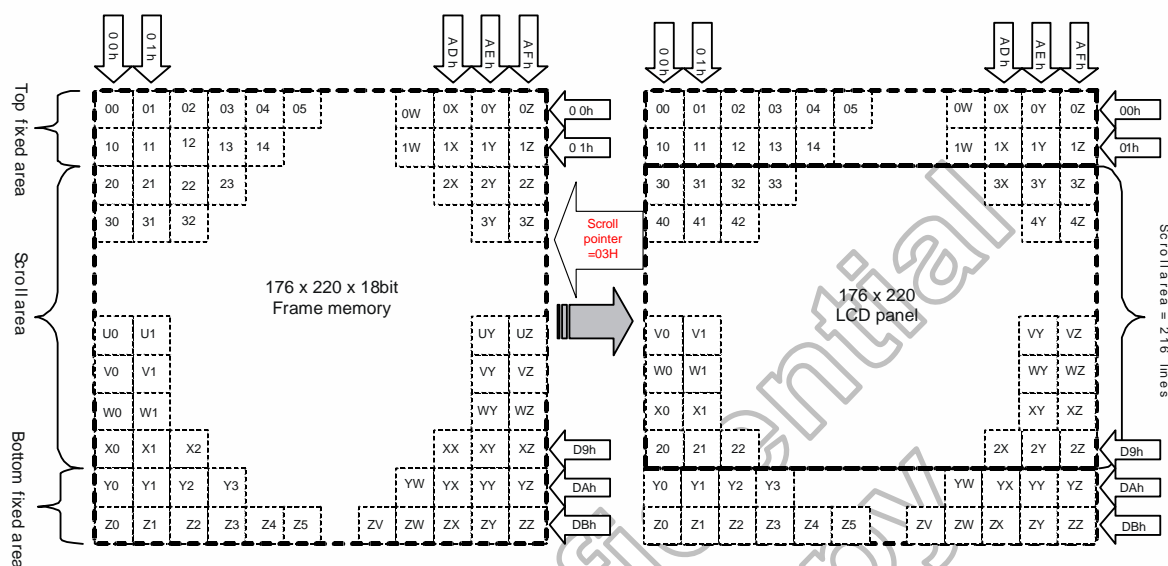 00h 01h ADh AEh AFh 00h 01h ADh AEh AFh
Top fixed area
00 01 02 03 04 05 0W 0X 0Y 0Z 0 0h
00 01 02 03 04 05 0W 0X 0Y 0Z 00h
10 11 12 13 14 1W 1X 1Y 1Z 0 1h
10 11 12 13 14 1W 1X 1Y 1Z 01h
20 21 22 23 2X 2Y 2Z
30 31 32 33 3X 3Y 3Z
30 31 32 3Y 3Z
40 41 42 4Y 4Z
Scroll area
Scroll
pointer
=03H
176 x 220 x 18bit
Frame memory
176 x 220
LCD panel
Scroll area = 216 lines
U0 U1 UY UZ
V0 V1 VY VZ
V0 V1 VY VZ
W0 W1 WY WZ
W0 W1 WY WZ
X0 X1 XY XZ
X0 X1 X2 XX XY XZ D9h
20 21 22 2X 2Y 2Z D9h
Bottom fixed area
Y0 Y1 Y2 Y3 YW YX YY YZ DAh
Y0 Y1 Y2 Y3 YW YX YY YZ DAh
Z0 Z1 Z2 Z3 Z4 Z5 ZV ZW ZX ZY ZZ DBh
Z0 Z1 Z2 Z3 Z4 Z5 ZV ZW ZX ZY ZZ DBh